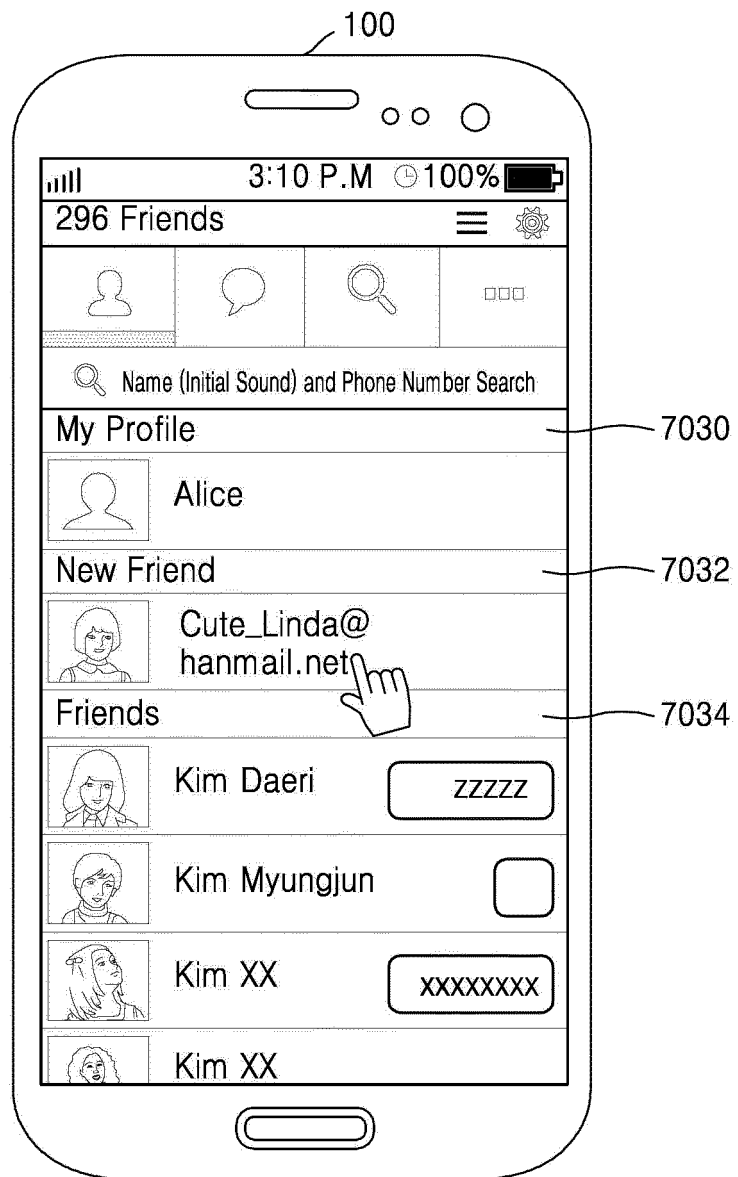 100
3:10 P.M 100%
296 Friends
Name (Initial Sound) and Phone Number Search
My Profile
7030
Alice
New Friend
7032
Cute_Linda@
hanmail.net
Friends
7034
Kim Daeri
ZZZZZ
Kim Myungjun
Kim XX
XXXXXXXX
Kim XX